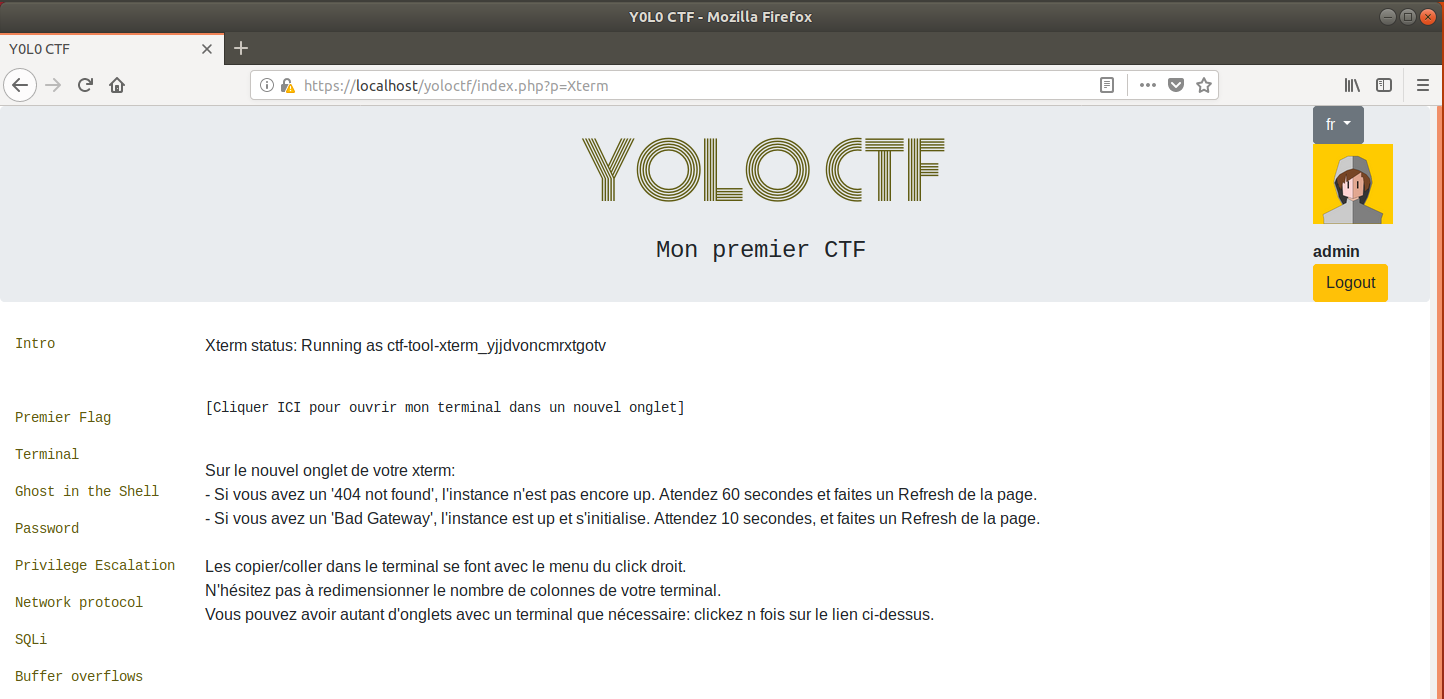 Y0L0 CTF - Mozilla Firefox
Y0L0 CTF
https://localhost/yoloctf/index.php?p=Xterm
fr
YOLO CTF
Mon premier CTF
admin
Logout
Intro
Premier Flag
Terminal
Ghost in the Shell
Password
Privilege Escalation
Network protocol
SQLi
Buffer overflows
Xterm status: Running as ctf-tool-xterm_yjjdvoncmrxtgotv
[Cliquer ICI pour ouvrir mon terminal dans un nouvel onglet]
Sur le nouvel onglet de votre xterm:
- Si vous avez un '404 not found', l'instance n'est pas encore up. Atendez 60 secondes et faites un Refresh de la page.
- Si vous avez un 'Bad Gateway', l'instance est up et s'initialise. Attendez 10 secondes, et faites un Refresh de la page.
Les copier/coller dans le terminal se font avec le menu du click droit.
N'hésitez pas à redimensionner le nombre de colonnes de votre terminal.
Vous pouvez avoir autant d'onglets avec un terminal que nécessaire: clickez n fois sur le lien ci-dessus.